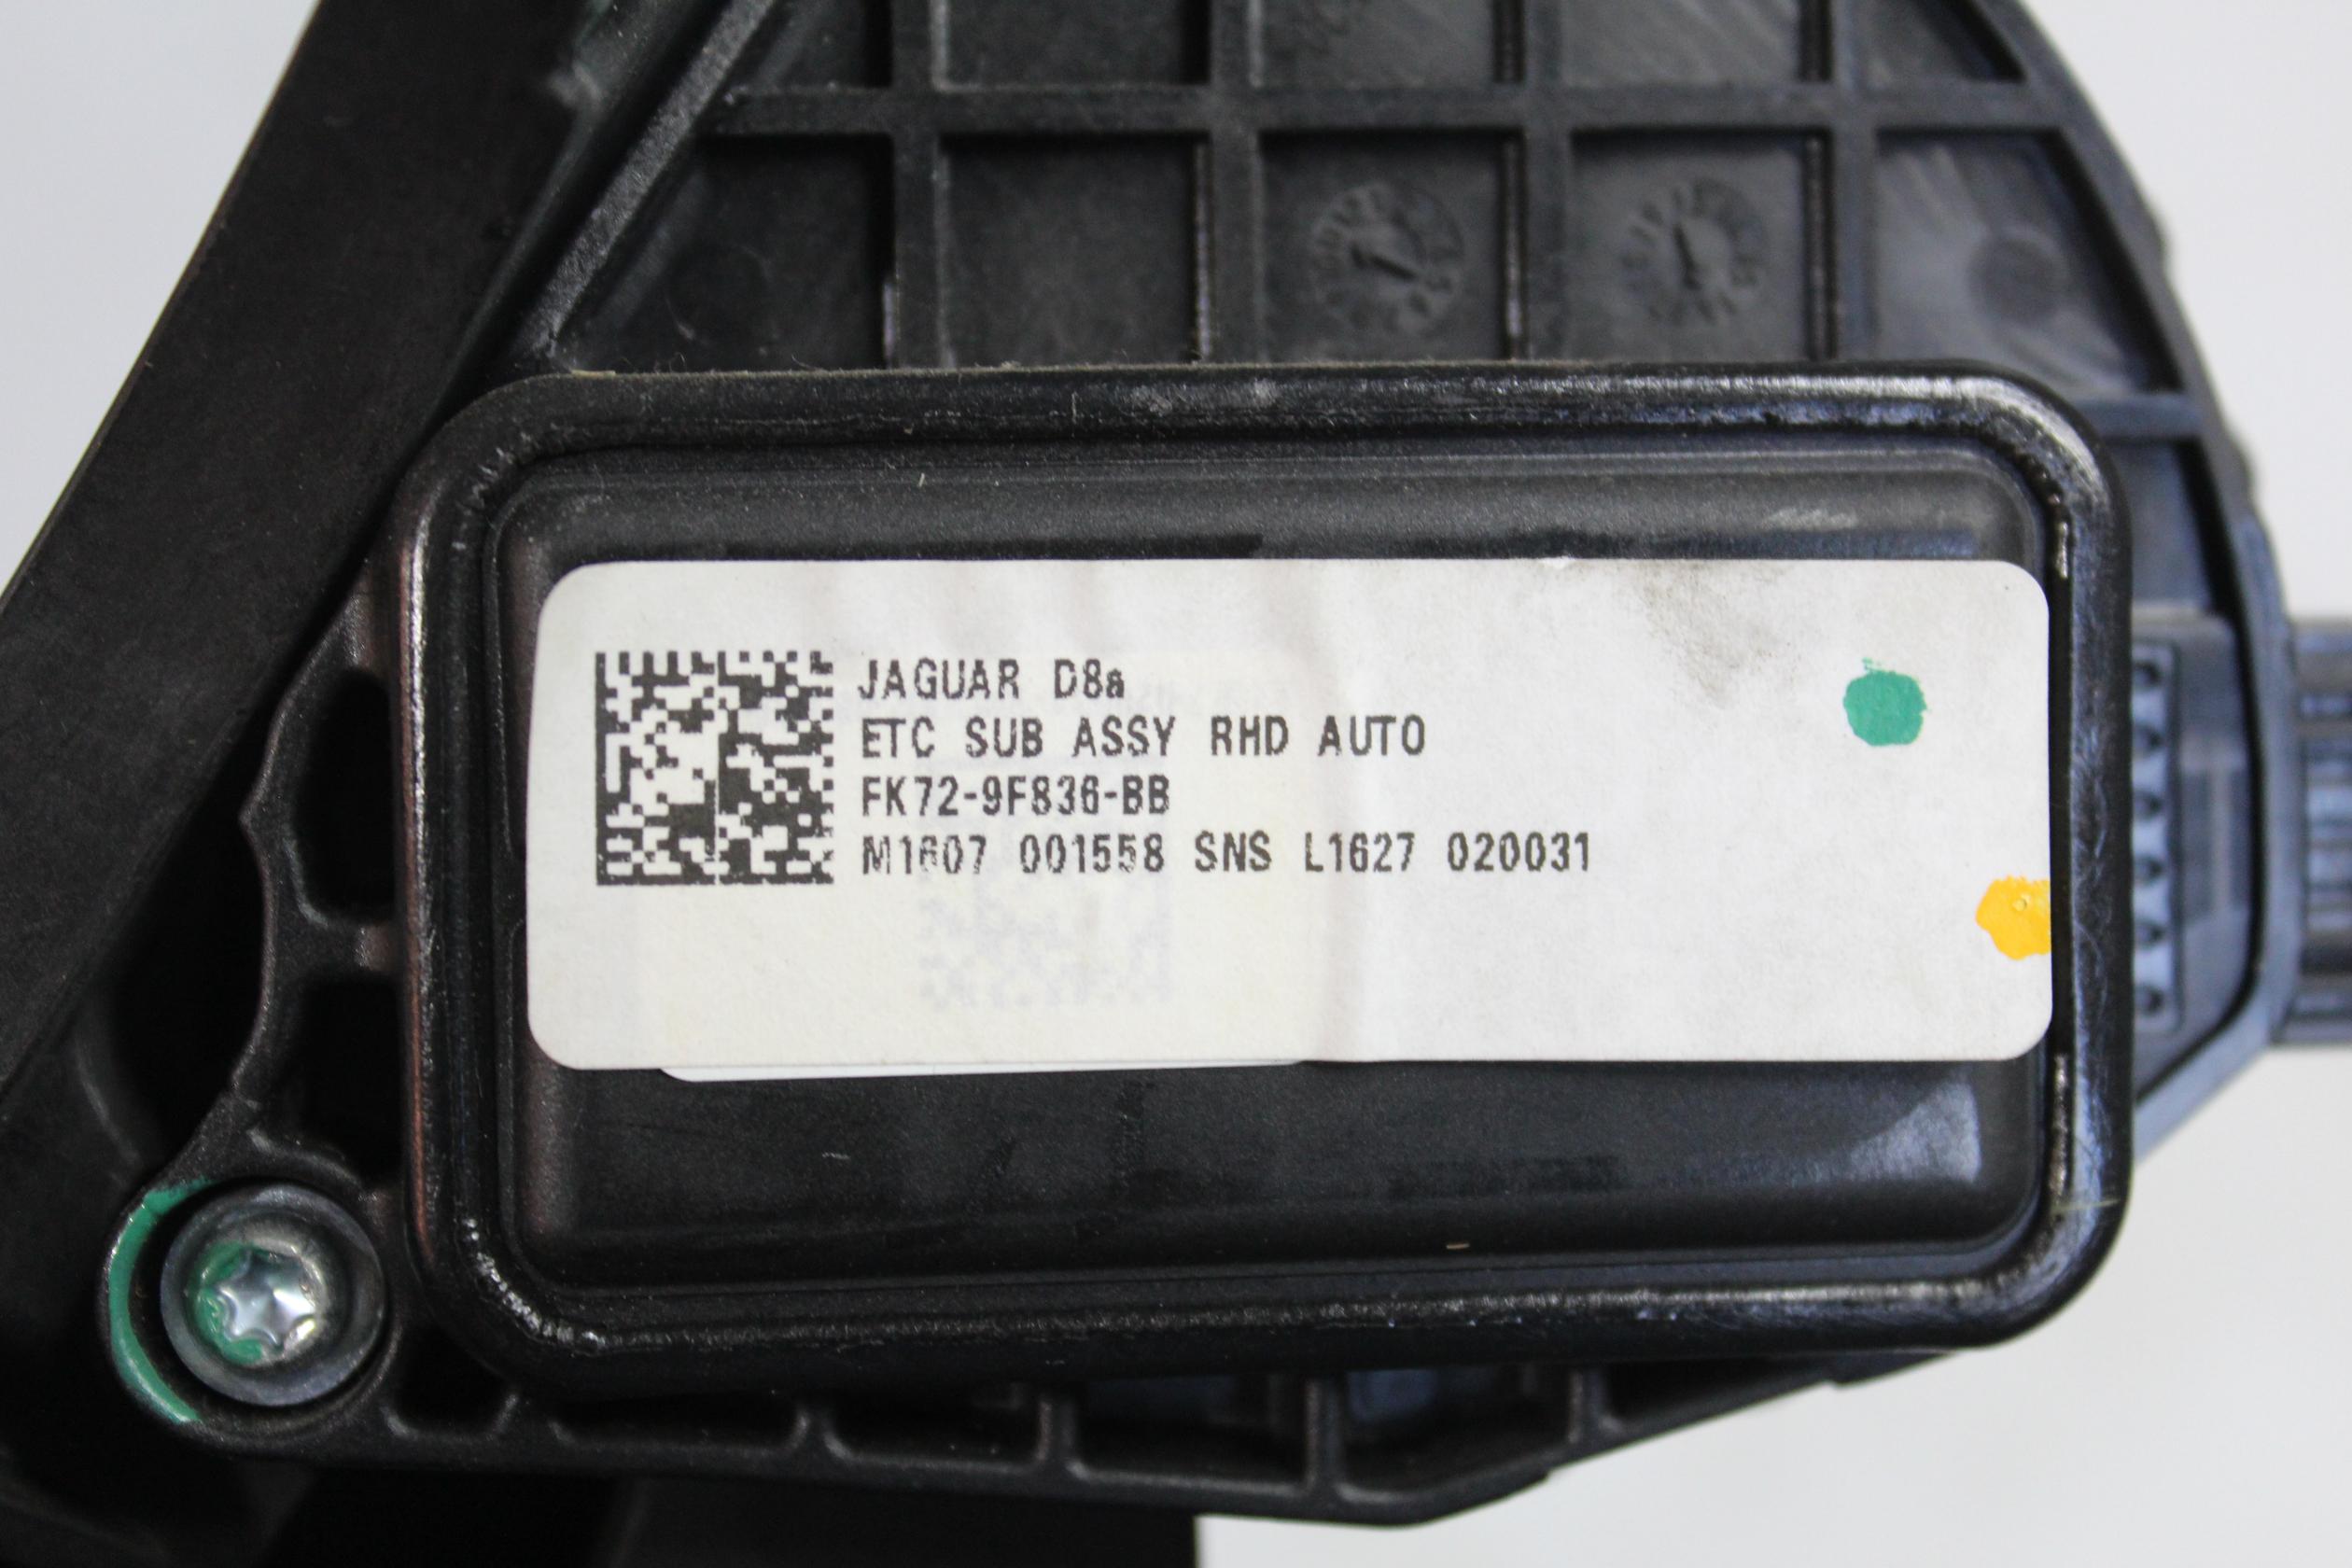 JAGUAR D8a
ETC SUB ASSY RHD AUTO
FK72-9F836-BB
M1607 001558 SNS L1627 020031